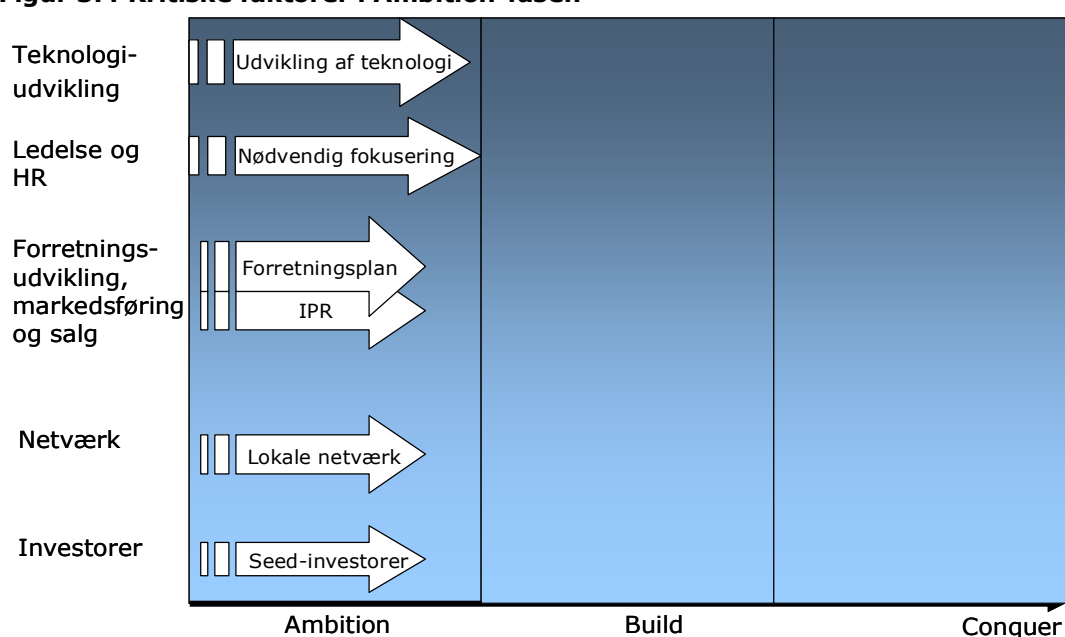 Teknologi-
udvikling
Udvikling af teknologi
Ledelse og
HR
Nødvendig fokusering
Forretnings-
udvikling,
markedsføring
og salg
Forretningsplan
IPR
Netværk
Lokale netværk
Investorer
Seed-investorer
Ambition
Build
Conquer